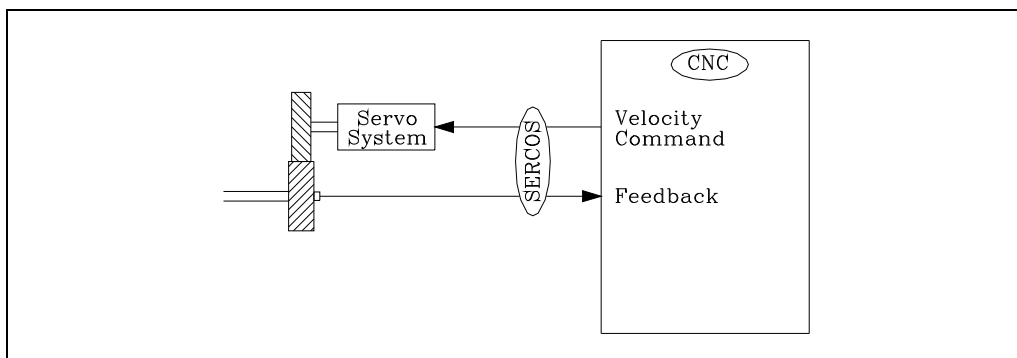 CNC
Servo
System
Velocity
Command
SERCOS
Feedback